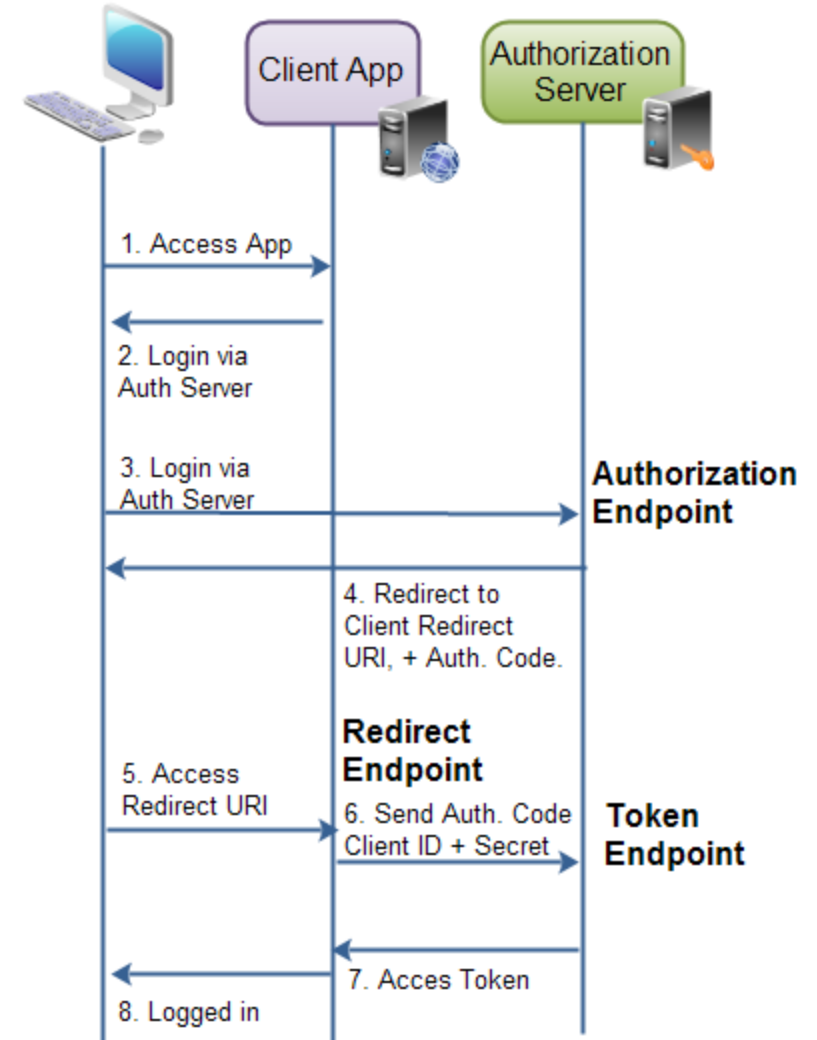 Client App
Authorization
Server
1. Access App
2. Login via
Auth Server
3. Login via
Auth Server
Authorization
Endpoint
4. Redirect to
Client Redirect
URI, + Auth. Code.
Redirect
Endpoint
5. Access
Redirect URI
6. Send Auth. Code
Client ID + Secret
Token
Endpoint
7. Acces Token
8. Logged in